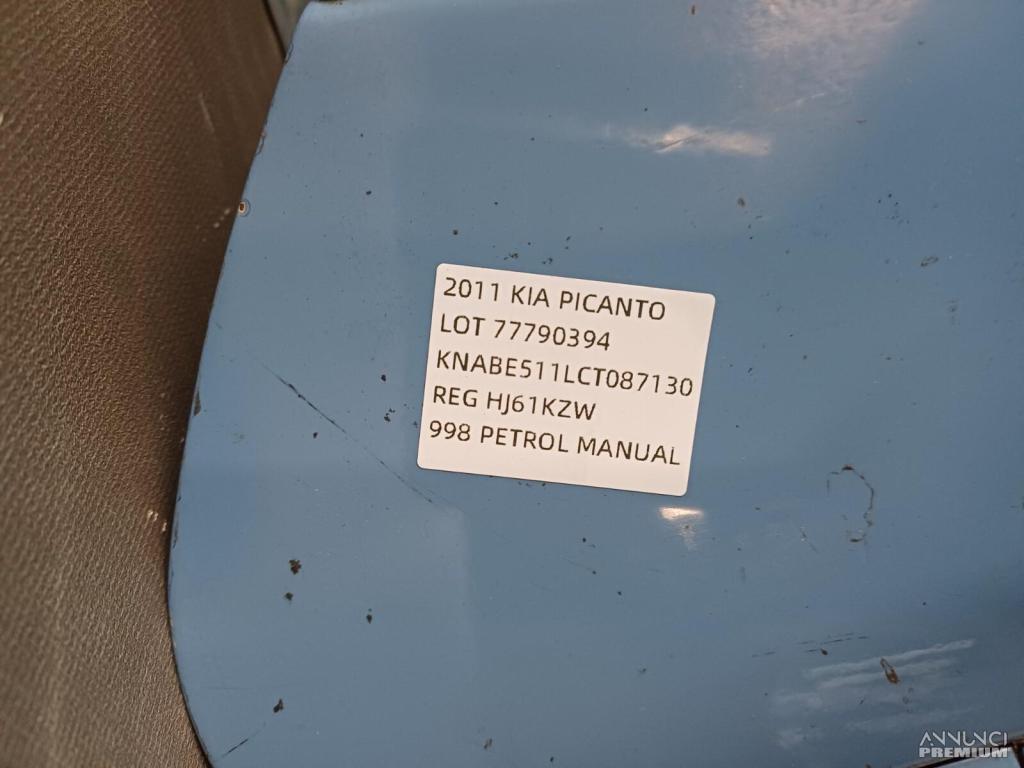 2011 KIA PICANTO
LOT 77790394
KNABE511LCT087130
REG HJ61KZW
998 PETROL MANUAL
ANNUNCI
PREMIUM